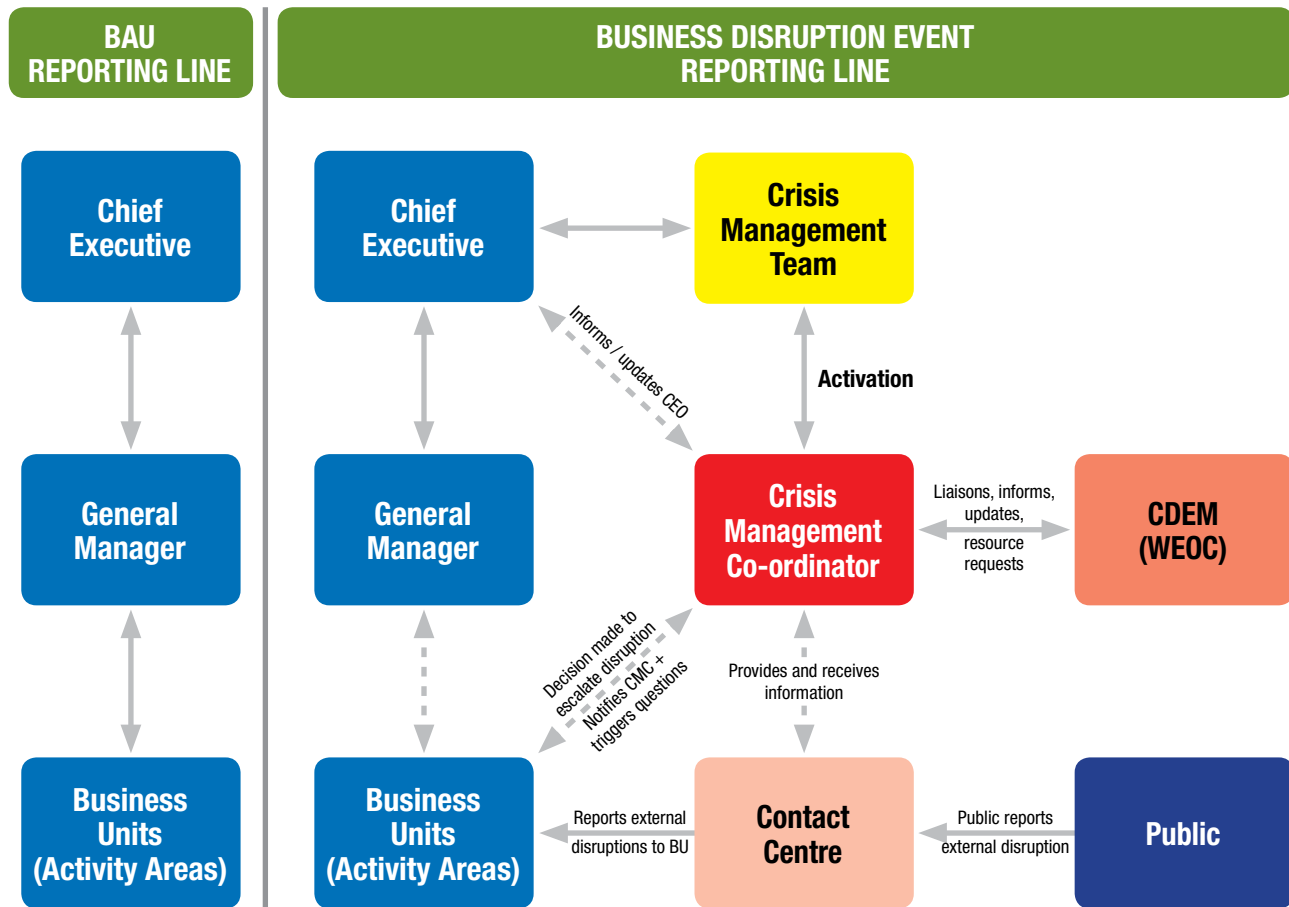 BAU
REPORTING LINE
BUSINESS DISRUPTION EVENT
REPORTING LINE
Chief
Executive
General
Manager
Business
Units
(Activity Areas)
Chief
Executive
Crisis
Management
Team
Informs / updates CEO
Activation
General
Manager
Crisis
Management
Co-ordinator
Liaisons, informs,
updates,
resource
requests
CDEM
(WEOC)
Decision made to
escalate disruption
Notifies CMC +
triggers questions
Provides and receives
information
Business
Units
(Activity Areas)
Reports external
disruptions to BU
Contact
Centre
Public reports
external disruption
Public